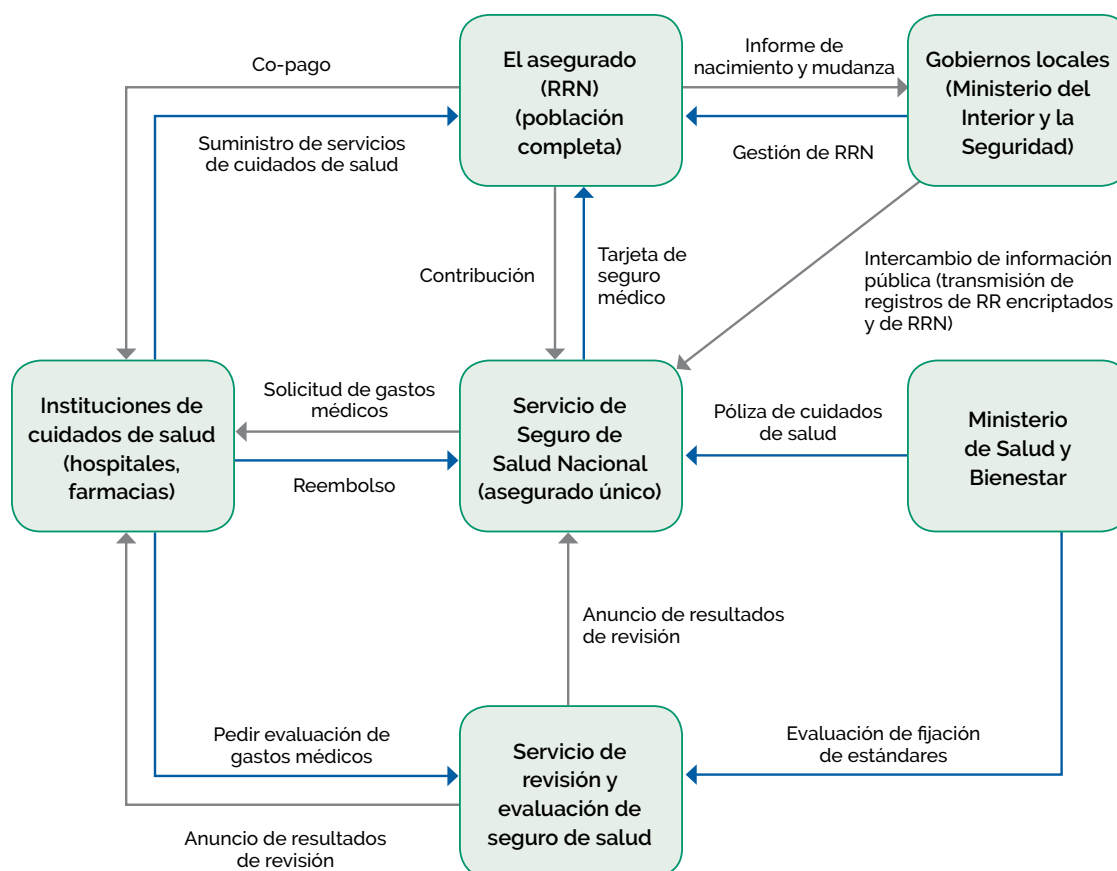 Co-pago
El asegurado
(RRN)
(población
completa)
Informe de
nacimiento y mudanza
Gobiernos locales
(Ministerio del
Interior y la
Seguridad)
Suministro de servicios
de cuidados de salud
Gestión de RRN
Contribución
Tarjeta de
seguro
médico
Intercambio de información
pública (transmisión de
registros de RR encriptados
y de RRN)
Instituciones de
cuidados de salud
(hospitales,
farmacias)
Solicitud de gastos
médicos
Reembolso
Servicio de
Seguro de
Salud Nacional
(asegurado único)
Póliza de cuidados
de salud
Ministerio
de Salud y
Bienestar
Anuncio de resultados
de revisión
Pedir evaluación de
gastos médicos
Servicio de
revisión y
evaluación de
seguro de salud
Evaluación de fijación
de estándares
Anuncio de resultados
de revisión